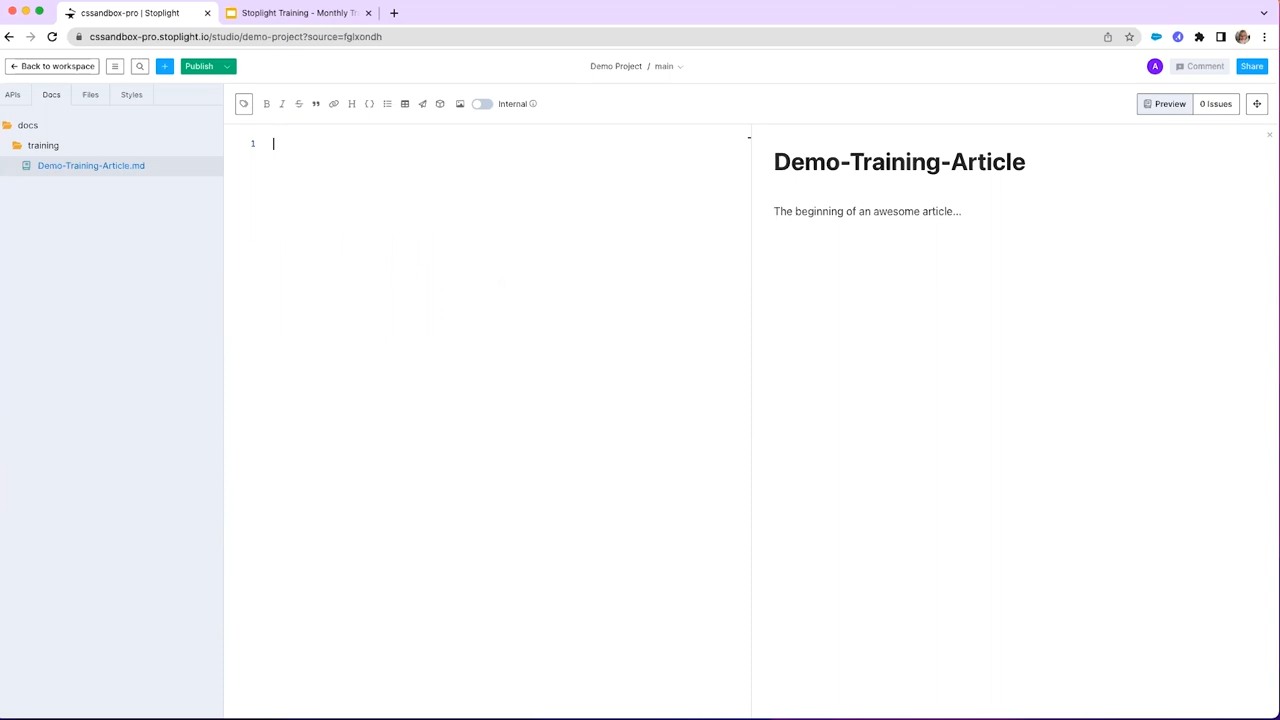 cssandbox-pro | Stoplight
Stoplight Training - Monthly Tr
cssandbox-pro.stoplight.io/studio/demo-project?source=fglxondh
Back to workspace
Publish
Demo Project / main
A
Comment
Share
APIs Docs Files Styles
B I S H {} Internal
Preview
0 Issues
docs
training
Demo-Training-Article.md
1
Demo-Training-Article
The beginning of an awesome article...